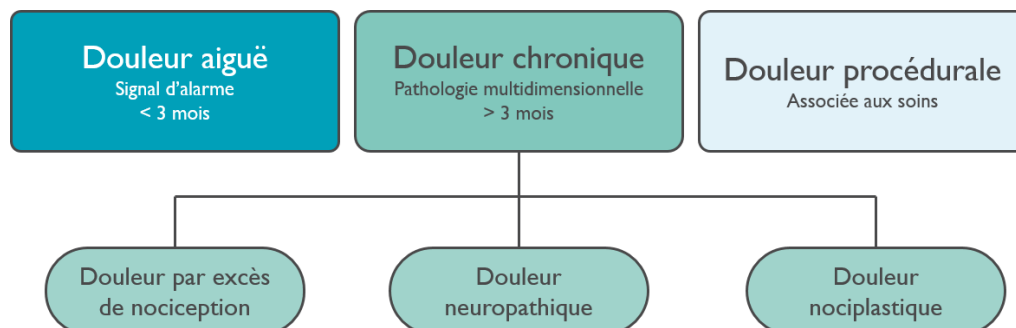 Douleur aiguë
Signal d'alarme
< 3 mois
Douleur chronique
Pathologie multidimensionnelle
> 3 mois
Douleur procédurale
Associée aux soins
Douleur par excès
de nociception
Douleur
neuropathique
Douleur
nociplastique